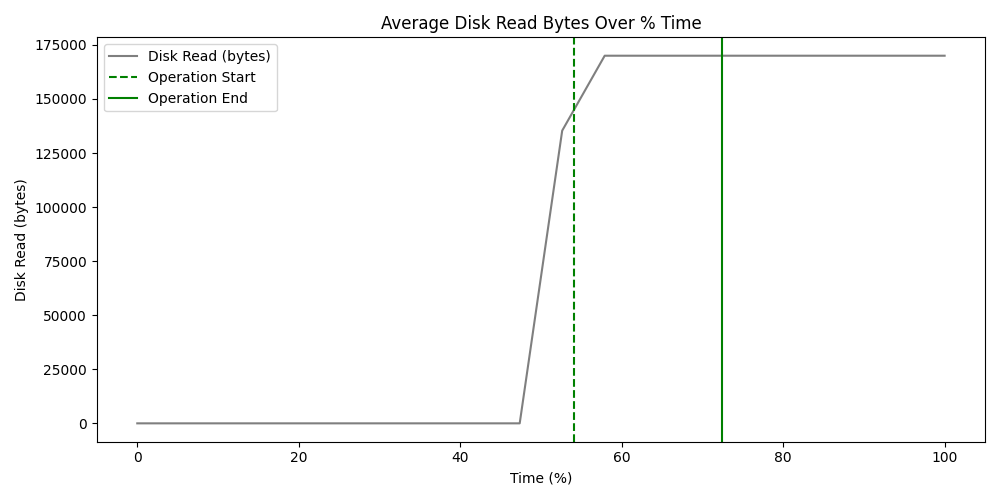 Average Disk Read Bytes Over % Time
175000
150000
125000
100000
75000
50000
25000
0
Disk Read (bytes)
Disk Read (bytes)
Operation Start
Operation End
0
20
40
60
80
100
Time (%)